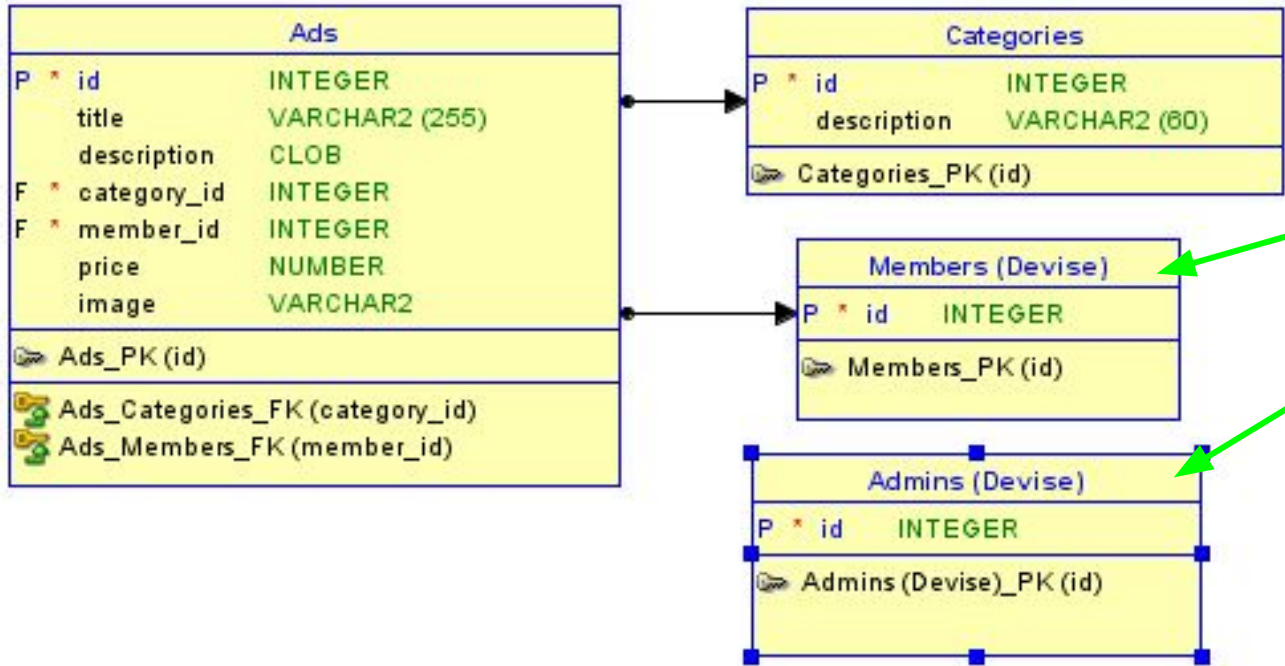 Ads
P * id INTEGER
title VARCHAR2 (255)
description CLOB
F * category_id INTEGER
F * member_id INTEGER
price NUMBER
image VARCHAR2
Ads_PK (id)
Ads_Categories_FK (category_id)
Ads_Members_FK (member_id)
Categories
P * id INTEGER
description VARCHAR2 (60)
Categories_PK (id)
Members (Devise)
P * id INTEGER
Members_PK (id)
Admins (Devise)
P * id INTEGER
Admins (Devise)_PK (id)